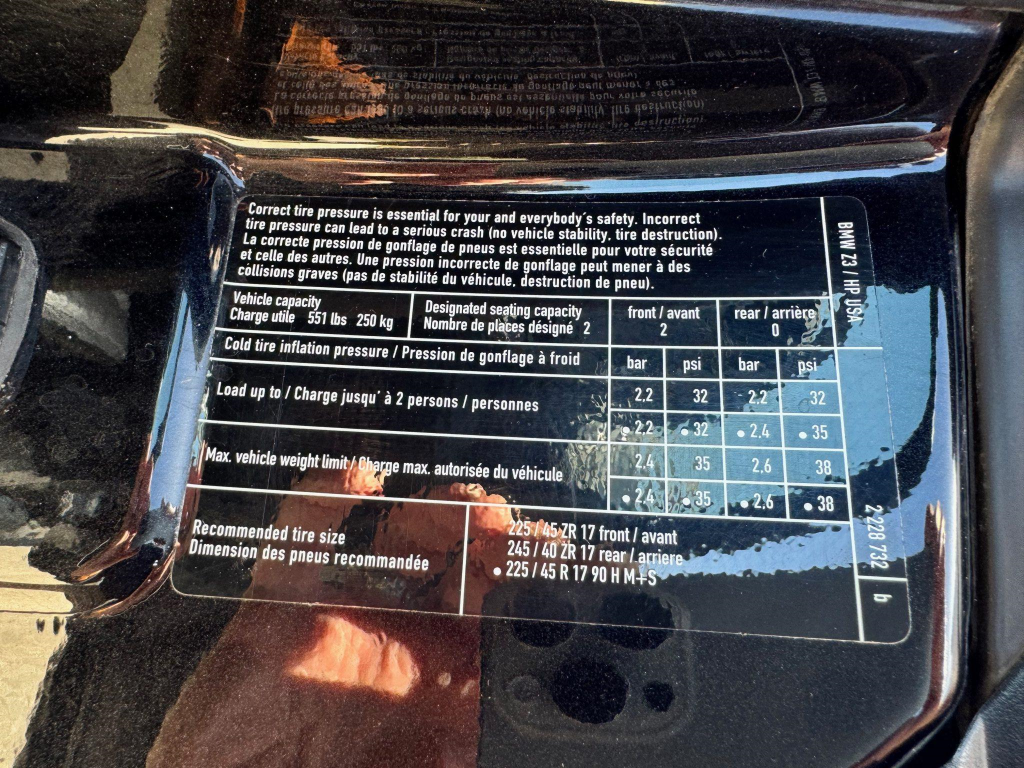 Correct tire pressure is essential for your and everybody's safety. Incorrect
tire pressure can lead to a serious crash (no vehicle stability, tire destruction).
La correcte pression de gonflage de pneus est essentielle pour votre sécurité
et celle des autres. Une pression incorrecte de gonflage peut mener à des
collisions graves (pas de stabilité du véhicule, destruction de pneu).
Vehicle capacity
Charge utile 551 lbs 250 kg
Designated seating capacity
Nombre de places désigné 2
front / avant
2
rear / arrière
0
Cold tire inflation pressure / Pression de gonflage à froid
bar psi bar psi
Load up to / Charge jusqu' à 2 persons / personnes
2.2 32 2.2 32
• 2.2 • 32 • 2.4 • 35
Max. vehicle weight limit / Charge max. autorisée du véhicule
2.4 35 2.6 38
• 2.4 • 35 • 2.6 • 38
Recommended tire size
Dimension des pneus recommandée
225 / 45 ZR 17 front / avant
245 / 40 ZR 17 rear / arriere
• 225 / 45 R 17 90 H M+S
BMW Z3 / HP USA
2 228 732
b